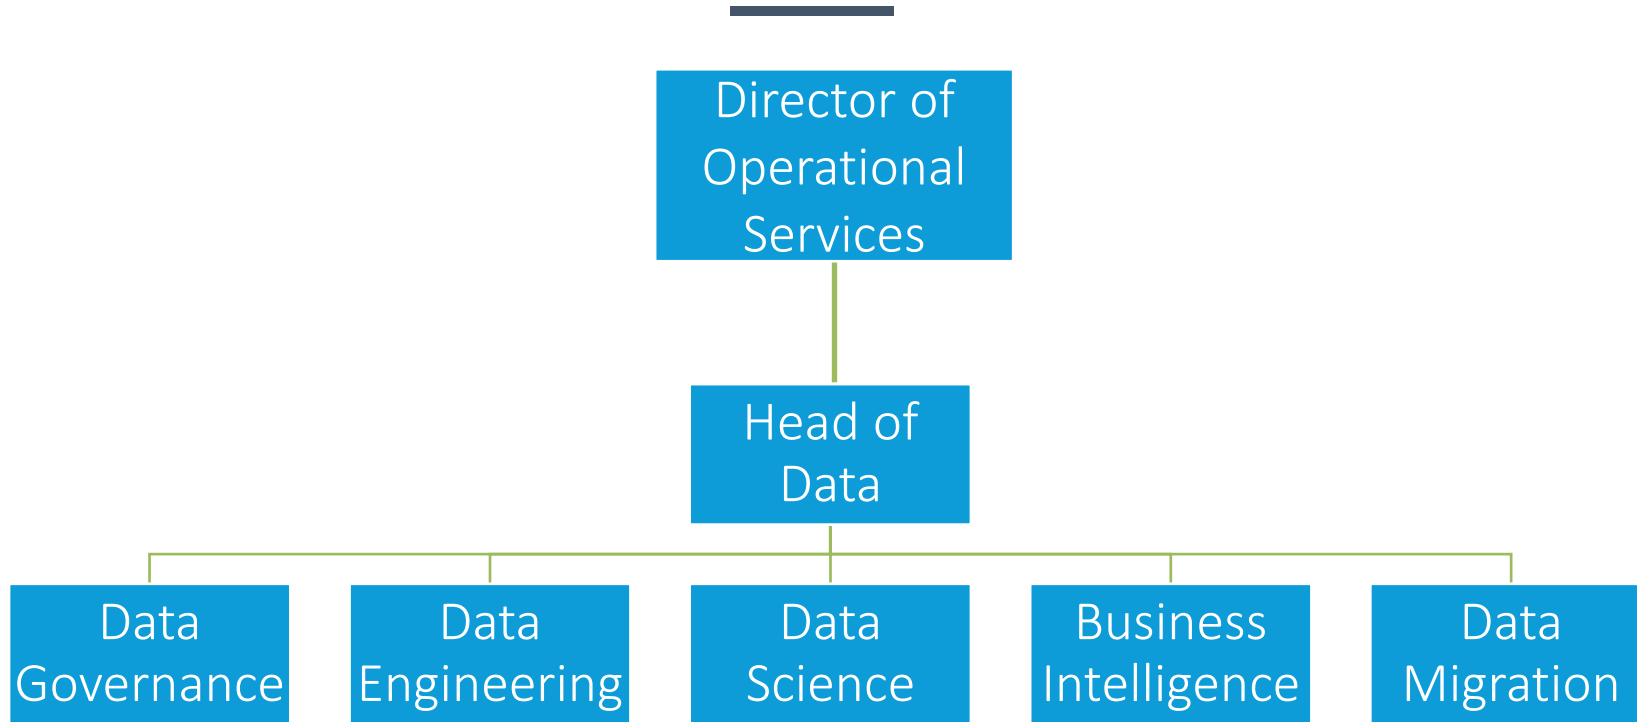 Director of
Operational
Services
Head of
Data
Data
Governance
Data
Engineering
Data
Science
Business
Intelligence
Data
Migration